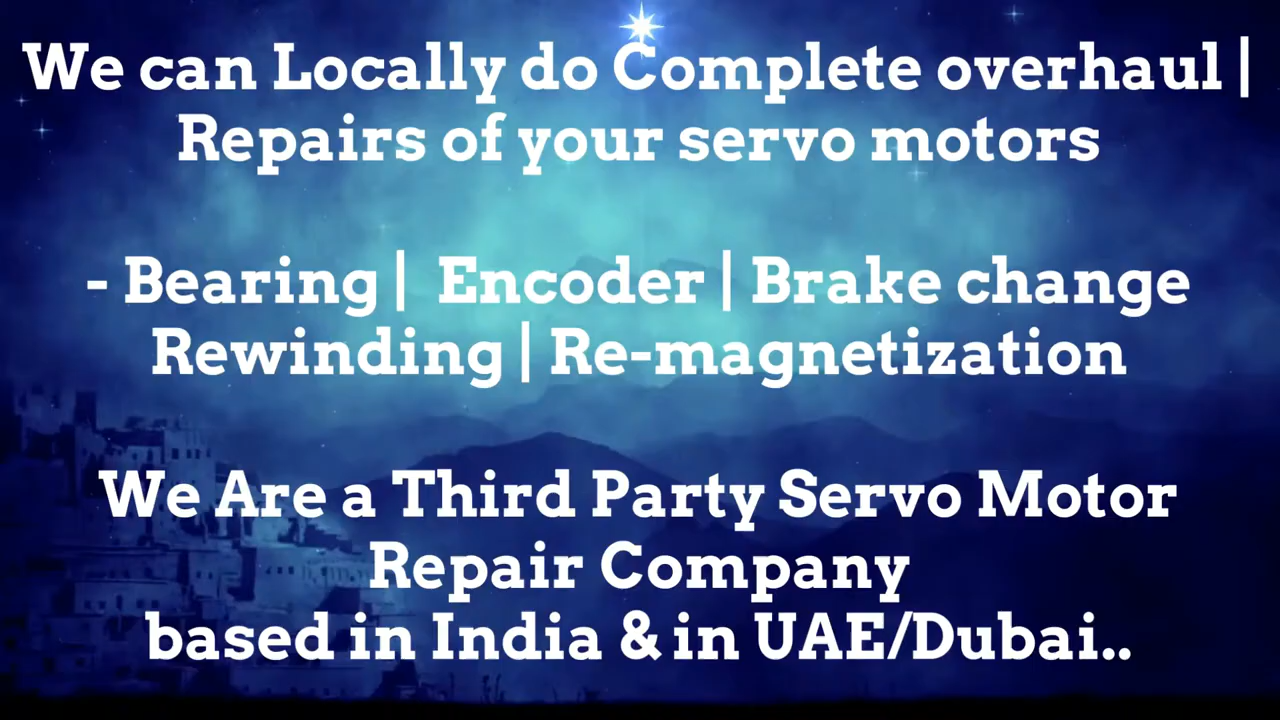 We can Locally do Complete overhaul |
Repairs of your servo motors
- Bearing | Encoder | Brake change
Rewinding | Re-magnetization
We Are a Third Party Servo Motor
Repair Company
based in India & in UAE/Dubai..